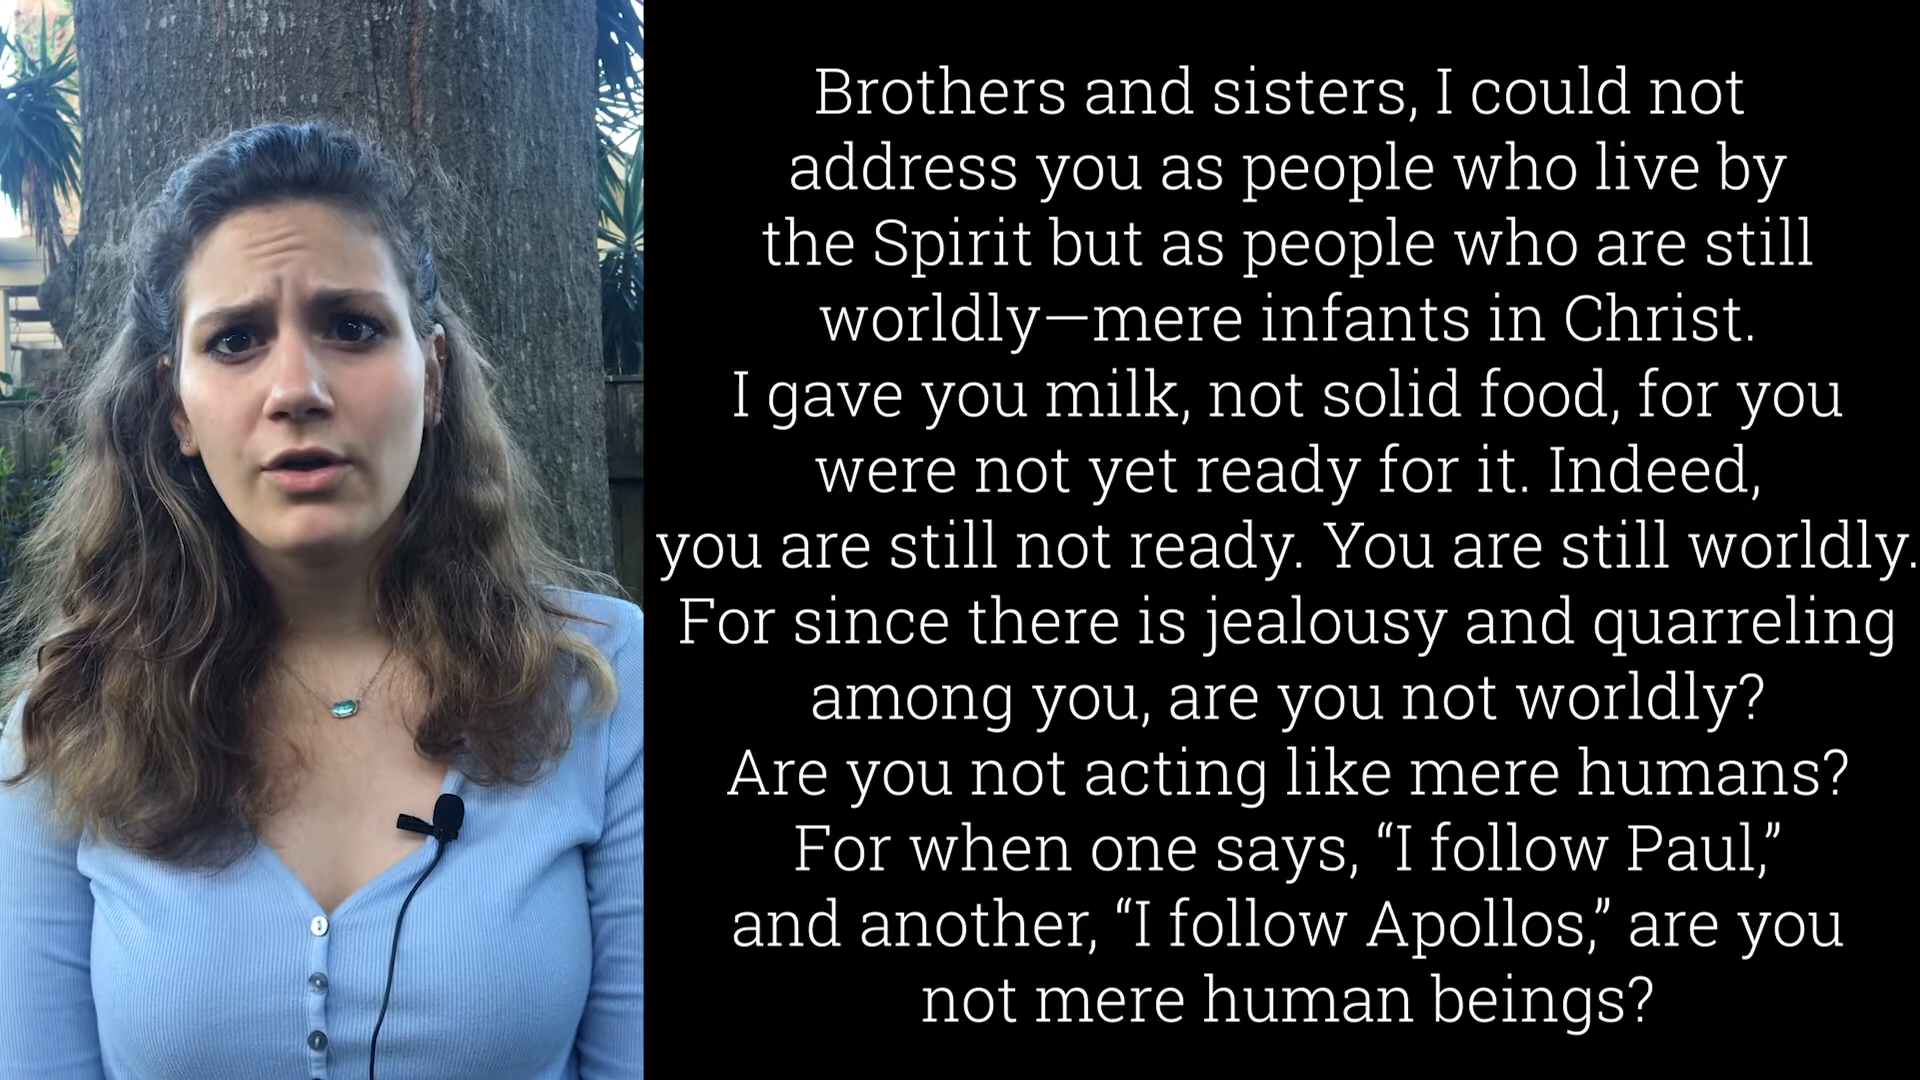 Brothers and sisters, I could not
address you as people who live by
the Spirit but as people who are still
worldly—mere infants in Christ.
I gave you milk, not solid food, for you
were not yet ready for it. Indeed,
you are still not ready. You are still worldly.
For since there is jealousy and quarreling
among you, are you not worldly?
Are you not acting like mere humans?
For when one says, “I follow Paul,”
and another, “I follow Apollos,” are you
not mere human beings?